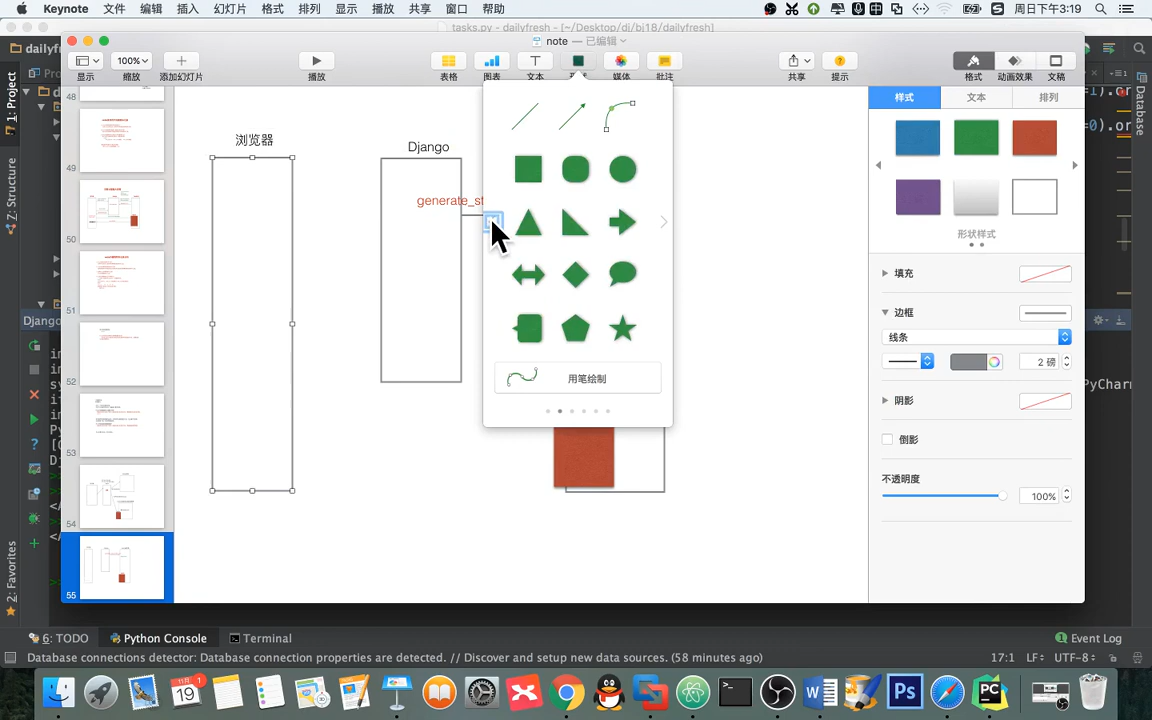 Keynote 文件 编辑 插入 幻灯片 格式 排列 显示 播放 共享 窗口 帮助 周日下午3:19
tasks.py - dailyfresh - [~/Desktop/dj/bj18/dailyfresh]
note — 已编辑
dailyf
100%
显示 缩放 添加幻灯片 播放 表格 图表 文本 媒体 批注 共享 提示 格式 动画效果 文稿
1: Project
Z: Structure
2: Favorites
Database
样式 文本 排列
浏览器
Django
generate_st
48
49
50
51
52
53
54
55
用笔绘制
形状样式
填充
边框
线条
2 磅
阴影
倒影
不透明度
100%
1).or
=0).or
Django
PyCharm
6: TODO Python Console Terminal Event Log
Database connections detector: Database connection properties are detected. // Discover and setup new data sources. (58 minutes ago) 17:1 LF UTF-8
19